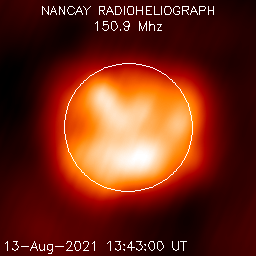 NANCAY RADIOHELIOGRAPH
150.9 Mhz
13-Aug-2021 13:43:00 UT